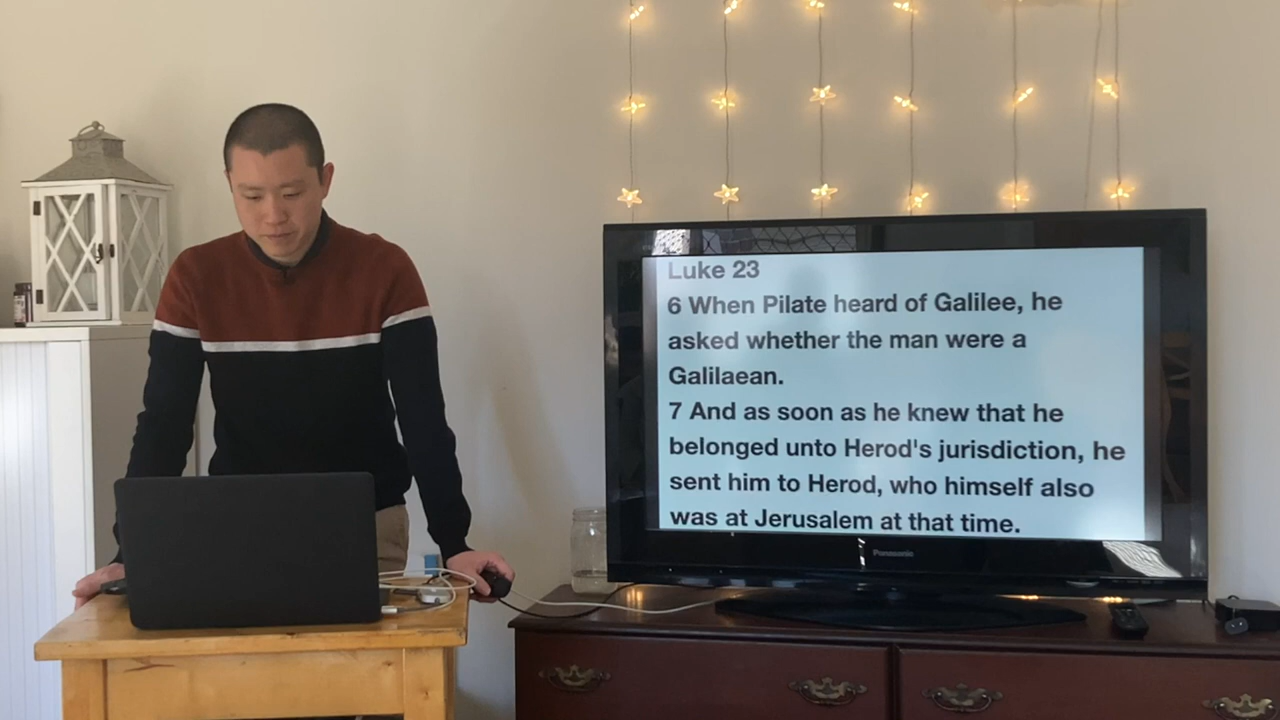 Luke 23
6 When Pilate heard of Galilee, he
asked whether the man were a
Galilaean.
7 And as soon as he knew that he
belonged unto Herod's jurisdiction, he
sent him to Herod, who himself also
was at Jerusalem at that time.
Panasonic